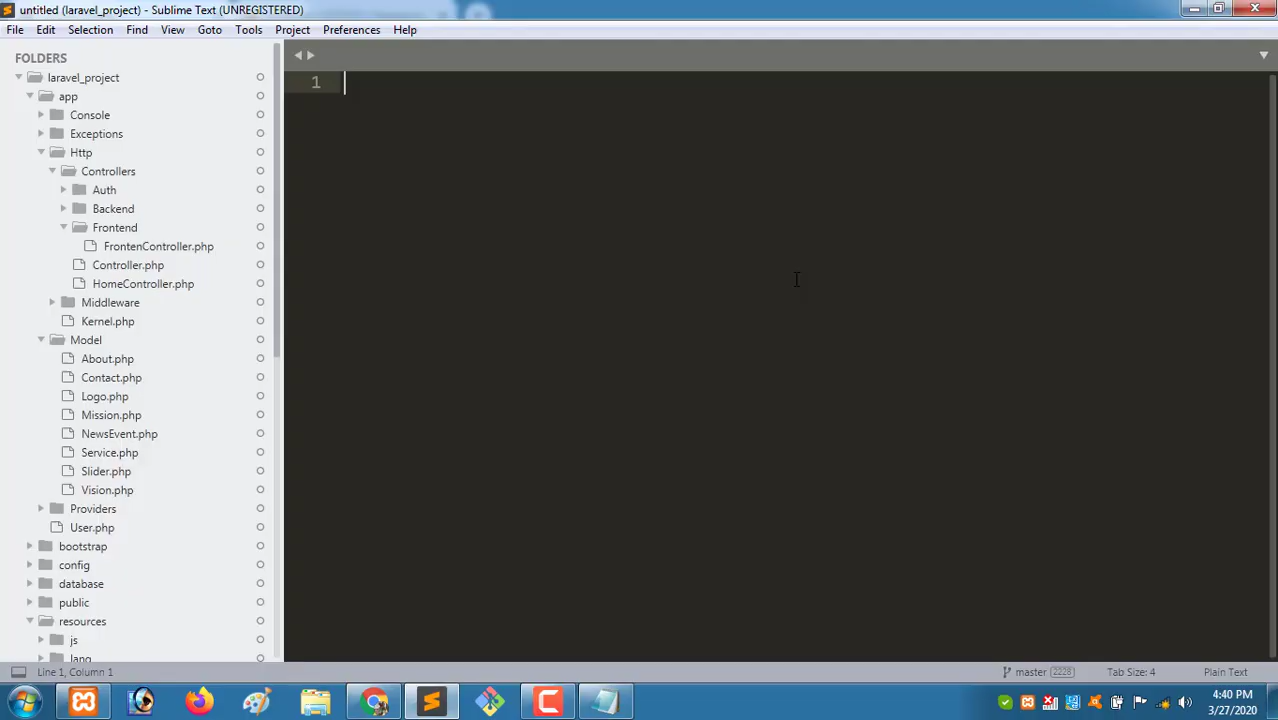 untitled (laravel_project) - Sublime Text (UNREGISTERED)
File Edit Selection Find View Goto Tools Project Preferences Help
FOLDERS
laravel_project
1
app
Console
Exceptions
Http
Controllers
Auth
Backend
Frontend
FrontenController.php
Controller.php
HomeController.php
Middleware
Kernel.php
Model
About.php
Contact.php
Logo.php
Mission.php
NewsEvent.php
Service.php
Slider.php
Vision.php
Providers
User.php
bootstrap
config
database
public
resources
js
lang
Line 1, Column 1 master 2228 Tab Size: 4 Plain Text
4:40 PM
3/27/2020